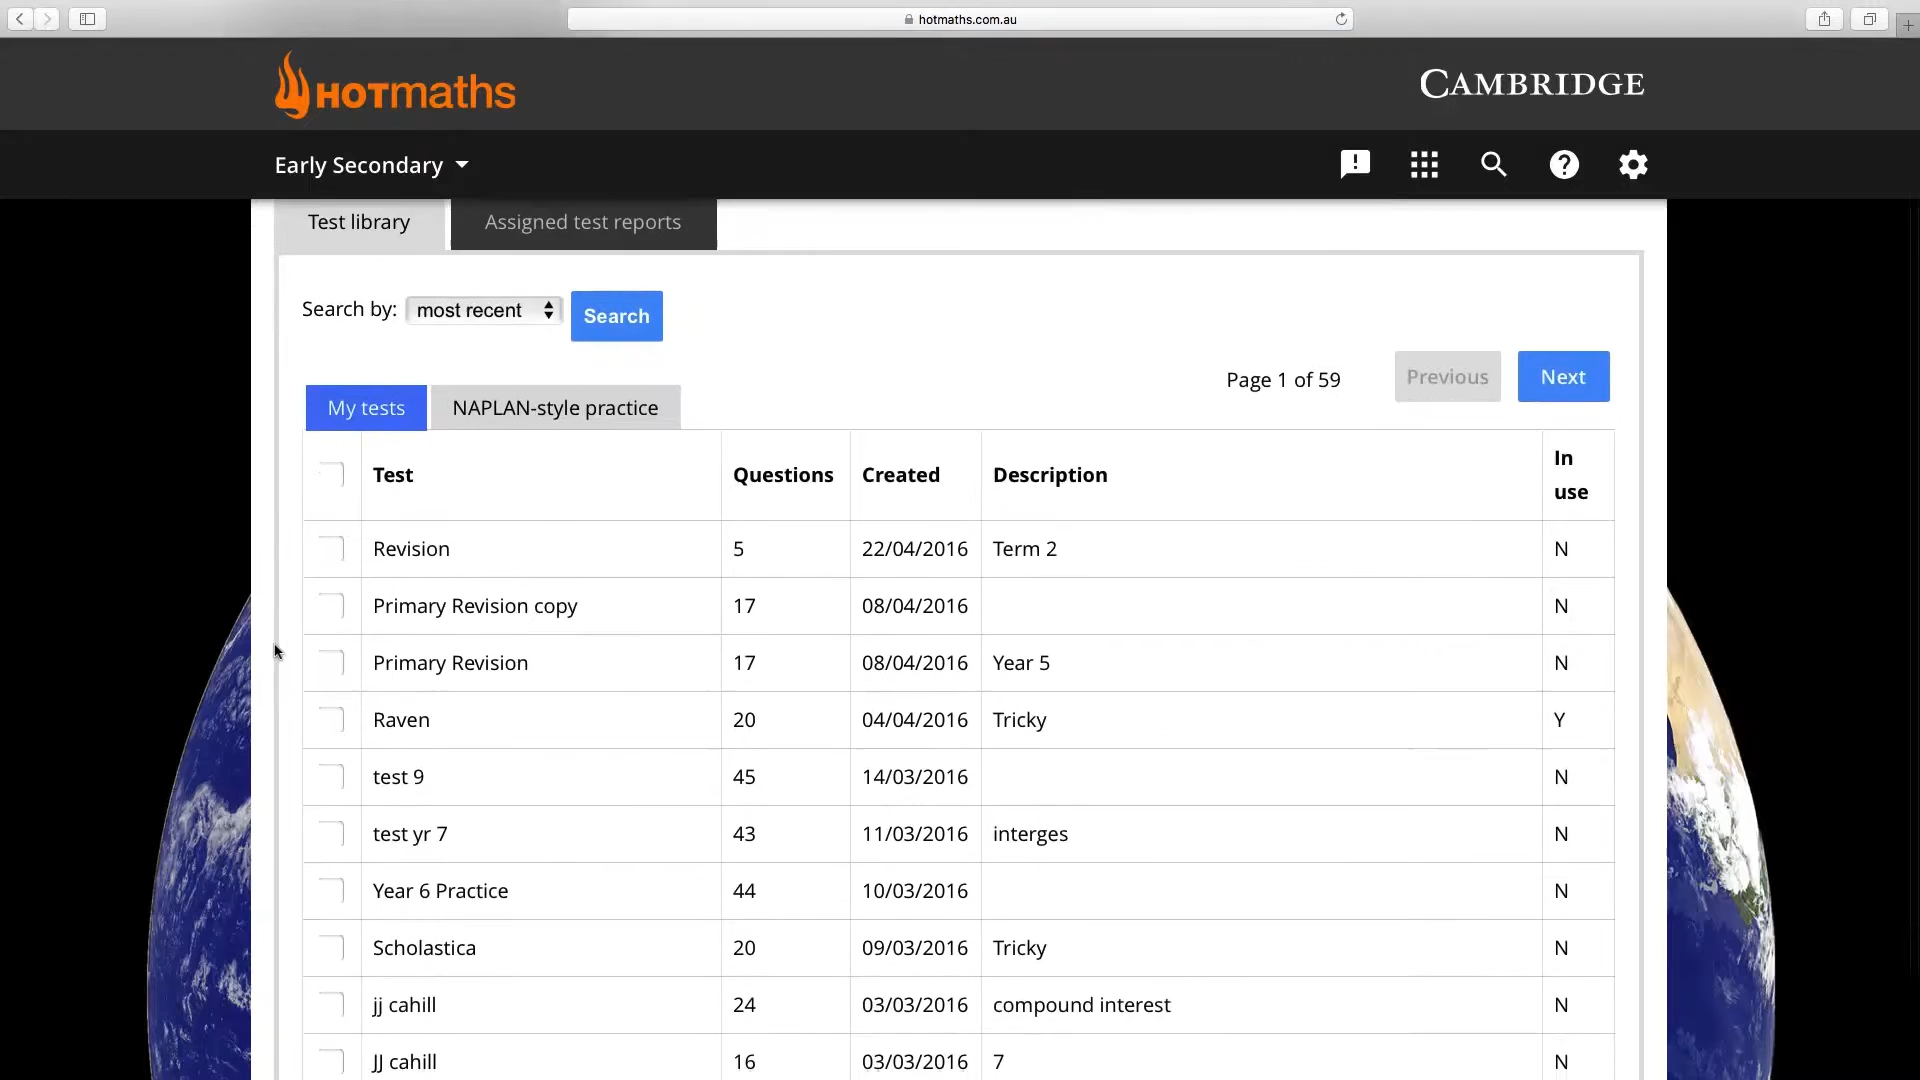 hotmaths.com.au
HOTmaths
CAMBRIDGE
Early Secondary
Test library
Assigned test reports
Search by: most recent Search
Page 1 of 59 Previous Next
My tests NAPLAN-style practice
Test Questions Created Description In use
Revision 5 22/04/2016 Term 2 N
Primary Revision copy 17 08/04/2016 N
Primary Revision 17 08/04/2016 Year 5 N
Raven 20 04/04/2016 Tricky Y
test 9 45 14/03/2016 N
test yr 7 43 11/03/2016 interges N
Year 6 Practice 44 10/03/2016 N
Scholastica 20 09/03/2016 Tricky N
jj cahill 24 03/03/2016 compound interest N
JJ cahill 16 03/03/2016 7 N